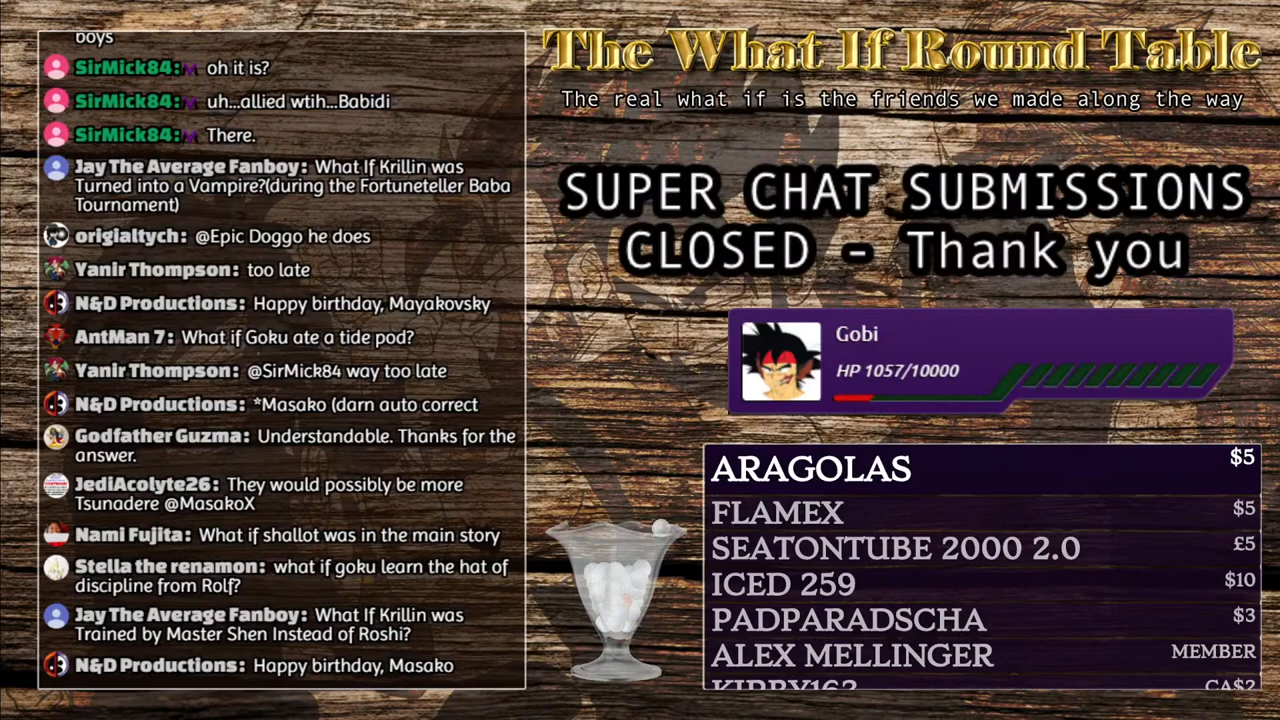 boys
SirMick84: oh it is?
SirMick84: uh...allied wtih...Babidi
SirMick84: There.
Jay The Average Fanboy: What If Krillin was
Turned into a Vampire?(during the Fortuneteller Baba
Tournament)
origialtych: @Epic Doggo he does
Yanir Thompson: too late
N&D Productions: Happy birthday, Mayakovsky
AntMan 7: What if Goku ate a tide pod?
Yanir Thompson: @SirMick84 way too late
N&D Productions: *Masako (darn auto correct
Godfather Guzma: Understandable. Thanks for the
answer.
JediAcolyte26: They would possibly be more
Tsunadere @MasakoX
Nami Fujita: What if shallot was in the main story
Stella the renamon: what if goku learn the hat of
discipline from Rolf?
Jay The Average Fanboy: What If Krillin was
Trained by Master Shen Instead of Roshi?
N&D Productions: Happy birthday, Masako
The What If Round Table
The real what if is the friends we made along the way
SUPER CHAT SUBMISSIONS
CLOSED - Thank you
Gobi
HP 1057/10000
ARAGOLAS $5
FLAMEX $5
SEATONTUBE 2000 2.0 £5
ICED 259 $10
PADPARADSCHA $3
ALEX MELLINGER MEMBER
KIRBY163 CA$2